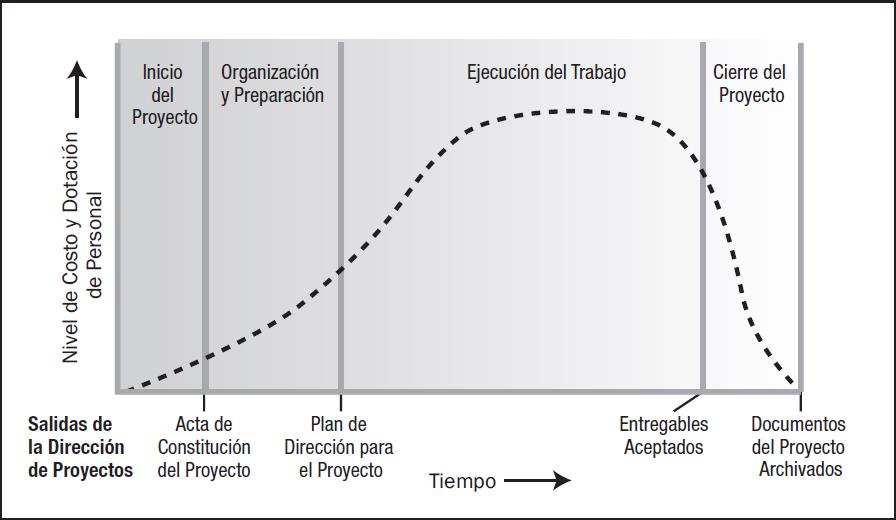 Inicio
del
Proyecto
Organización
y Preparación
Ejecución del Trabajo
Cierre del
Proyecto
Nivel de Costo y Dotación
de Personal
Salidas de
la Dirección
de Proyectos
Acta de
Constitución
del Proyecto
Plan de
Dirección para
el Proyecto
Entregables
Aceptados
Documentos
del Proyecto
Archivados
Tiempo